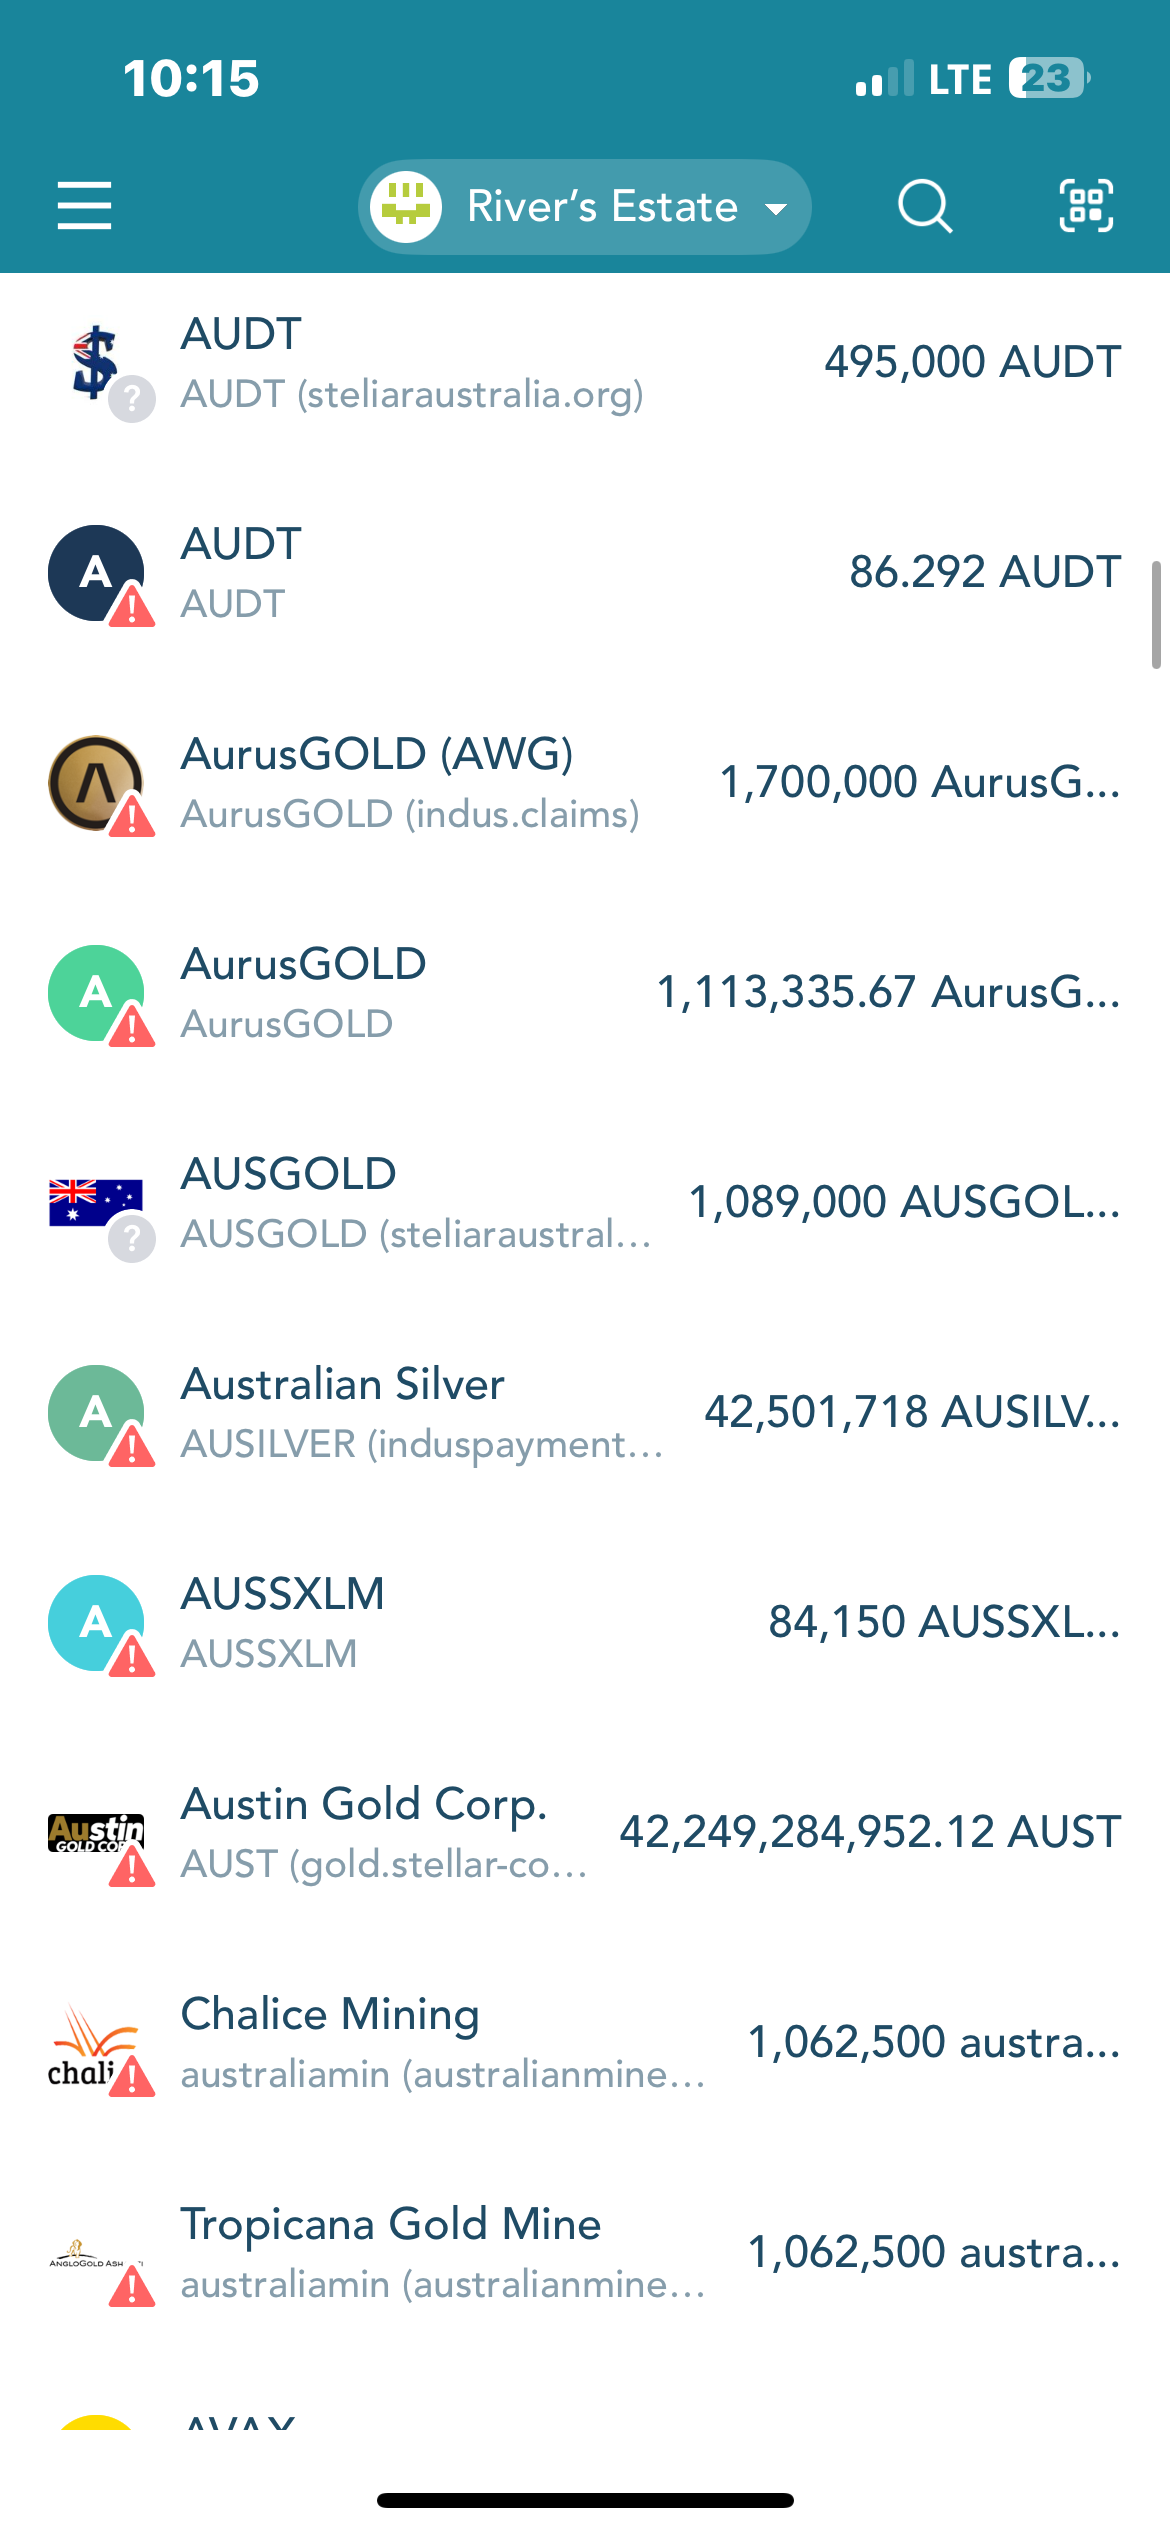 10:15
LTE 23
River’s Estate
AUDT
495,000 AUDT
AUDT (steliaraustralia.org)
A
AUDT
86.292 AUDT
AUDT
AurusGOLD (AWG)
1,700,000 AurusG...
AurusGOLD (indus.claims)
A
AurusGOLD
1,113,335.67 AurusG...
AurusGOLD
AUSGOLD
1,089,000 AUSGOL...
AUSGOLD (steliaraustral...
A
Australian Silver
42,501,718 AUSILV...
AUSILVER (induspayment...
A
AUSSXLM
84,150 AUSSXL...
AUSSXLM
Austin
GOLD COR
Austin Gold Corp.
42,249,284,952.12 AUST
AUST (gold.stellar-co...
chali
Chalice Mining
1,062,500 austra...
australiamin (australianmine...
ANGLOGOLD ASH
Tropicana Gold Mine
1,062,500 austra...
australiamin (australianmine...
AVAX